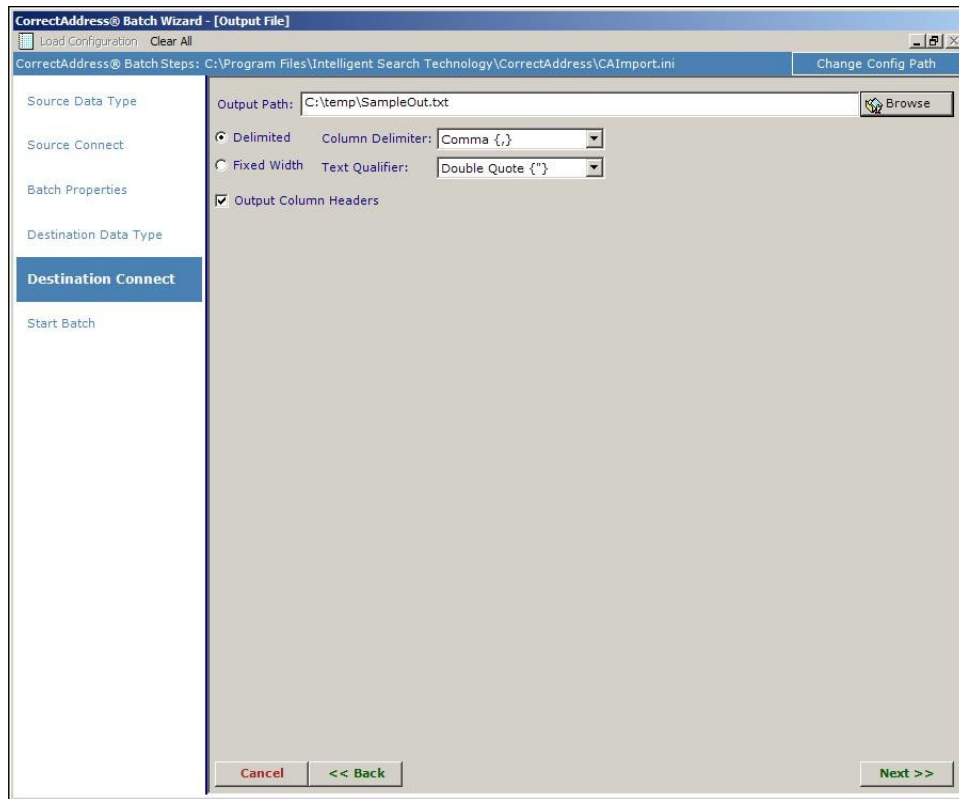 CorrectAddress® Batch Wizard - [Output File]
Load Configuration Clear All
CorrectAddress® Batch Steps: C:\Program Files\Intelligent Search Technology\CorrectAddress\CAImport.ini Change Config Path
Source Data Type
Source Connect
Batch Properties
Destination Data Type
Destination Connect
Start Batch
Output Path: C:\temp\SampleOut.txt Browse
Delimited Column Delimiter: Comma {,}
Fixed Width Text Qualifier: Double Quote {"}
Output Column Headers
Cancel << Back Next >>